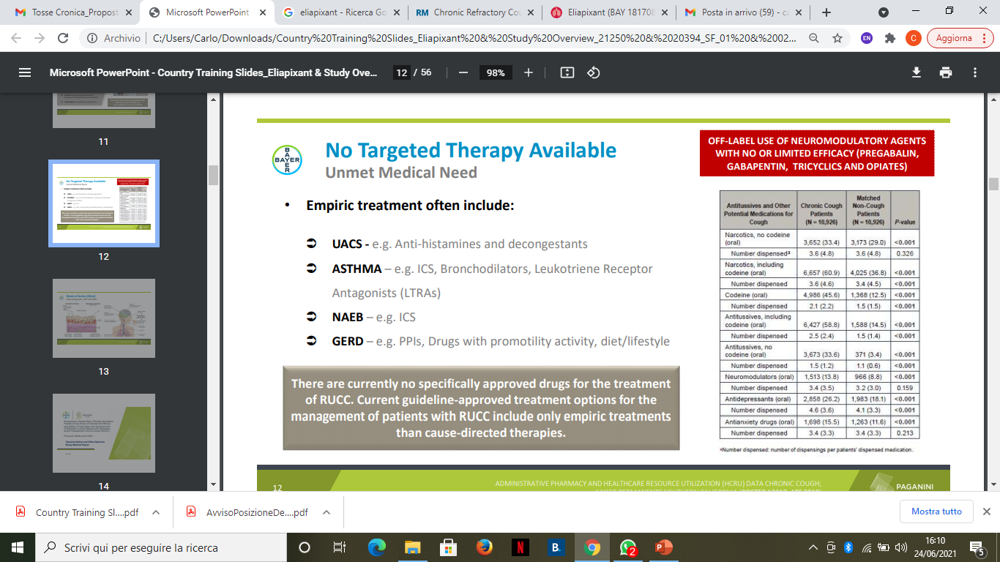 Tosse Cronica_Propost
Microsoft PowerPoint
eliapixant - Ricerca Go
Chronic Refractory Cou
Eliapixant (BAY 181708
Posta in arrivo (59) - ca
Archivio
C:/Users/Carlo/Downloads/Country%20Training%20Slides_Eliapixant%20&%20Study%20Overview_21250%20&%2020394_SF_01%20&%2002...
EN
C
Aggiorna
Microsoft PowerPoint - Country Training Slides_Eliapixant & Study Ove...
12 / 56
98%
11
12
13
14
BAYER
BAYER
No Targeted Therapy Available
Unmet Medical Need
OFF-LABEL USE OF NEUROMODULATORY AGENTS
WITH NO OR LIMITED EFFICACY (PREGABALIN,
GABAPENTIN, TRICYCLICS AND OPIATES)
• Empiric treatment often include:
UACS - e.g. Anti-histamines and decongestants
ASTHMA – e.g. ICS, Bronchodilators, Leukotriene Receptor
Antagonists (LTRAs)
NAEB – e.g. ICS
GERD – e.g. PPIs, Drugs with promotility activity, diet/lifestyle
There are currently no specifically approved drugs for the treatment
of RUCC. Current guideline-approved treatment options for the
management of patients with RUCC include only empiric treatments
than cause-directed therapies.
Antitussives and Other Potential Medications for Cough | Chronic Cough Patients (N = 10,926) | Matched Non-Cough Patients (N = 10,926) | P-value
Narcotics, no codeine (oral) 3,652 (33.4) 3,173 (29.0) <0.001
Number dispensedª 3.6 (4.8) 3.6 (4.8) 0.326
Narcotics, including codeine (oral) 6,657 (60.9) 4,025 (36.8) <0.001
Number dispensed 3.6 (4.6) 3.4 (4.5) <0.001
Codeine (oral) 4,986 (45.6) 1,368 (12.5) <0.001
Number dispensed 2.1 (2.2) 1.5 (1.5) <0.001
Antitussives, including codeine (oral) 6,427 (58.8) 1,588 (14.5) <0.001
Number dispensed 2.5 (2.4) 1.5 (1.4) <0.001
Antitussives, no codeine (oral) 3,673 (33.6) 371 (3.4) <0.001
Number dispensed 1.5 (1.2) 1.1 (0.6) <0.001
Neuromodulators (oral) 1,513 (13.8) 966 (8.8) <0.001
Number dispensed 3.4 (3.5) 3.2 (3.0) 0.159
Antidepressants (oral) 2,858 (26.2) 1,983 (18.1) <0.001
Number dispensed 4.6 (3.6) 4.1 (3.3) <0.001
Antianxiety drugs (oral) 1,698 (15.5) 1,263 (11.6) <0.001
Number dispensed 3.4 (3.3) 3.4 (3.3) 0.213
ªNumber dispensed: number of dispensings per patients' dispensed medication.
12
ADMINISTRATIVE PHARMACY AND HEALTHCARE RESOURCE UTILIZATION (HCRU) DATA CHRONIC COUGH;
PAGANINI
Country Training Sl....pdf
AvvisoPosizioneDe....pdf
Mostra tutto
Scrivi qui per eseguire la ricerca
16:10
24/06/2021